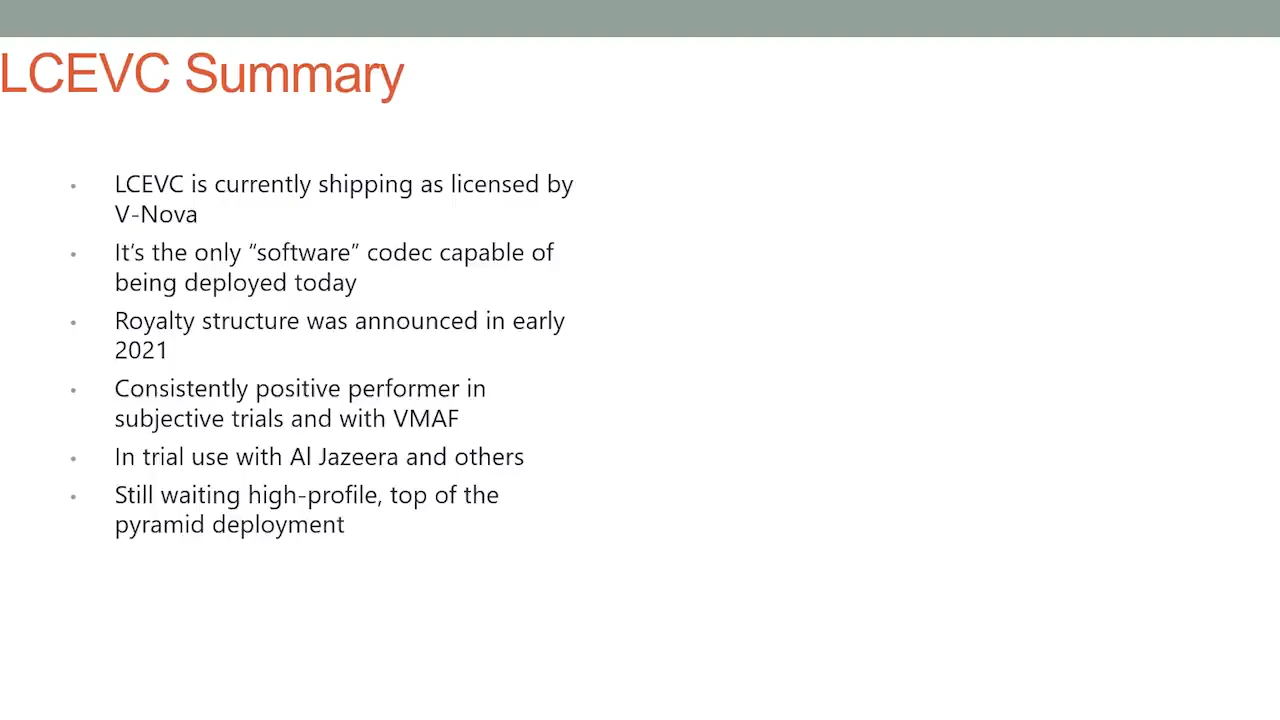 LCEVC Summary
• LCEVC is currently shipping as licensed by
V-Nova
• It’s the only “software” codec capable of
being deployed today
• Royalty structure was announced in early
2021
• Consistently positive performer in
subjective trials and with VMAF
• In trial use with Al Jazeera and others
• Still waiting high-profile, top of the
pyramid deployment